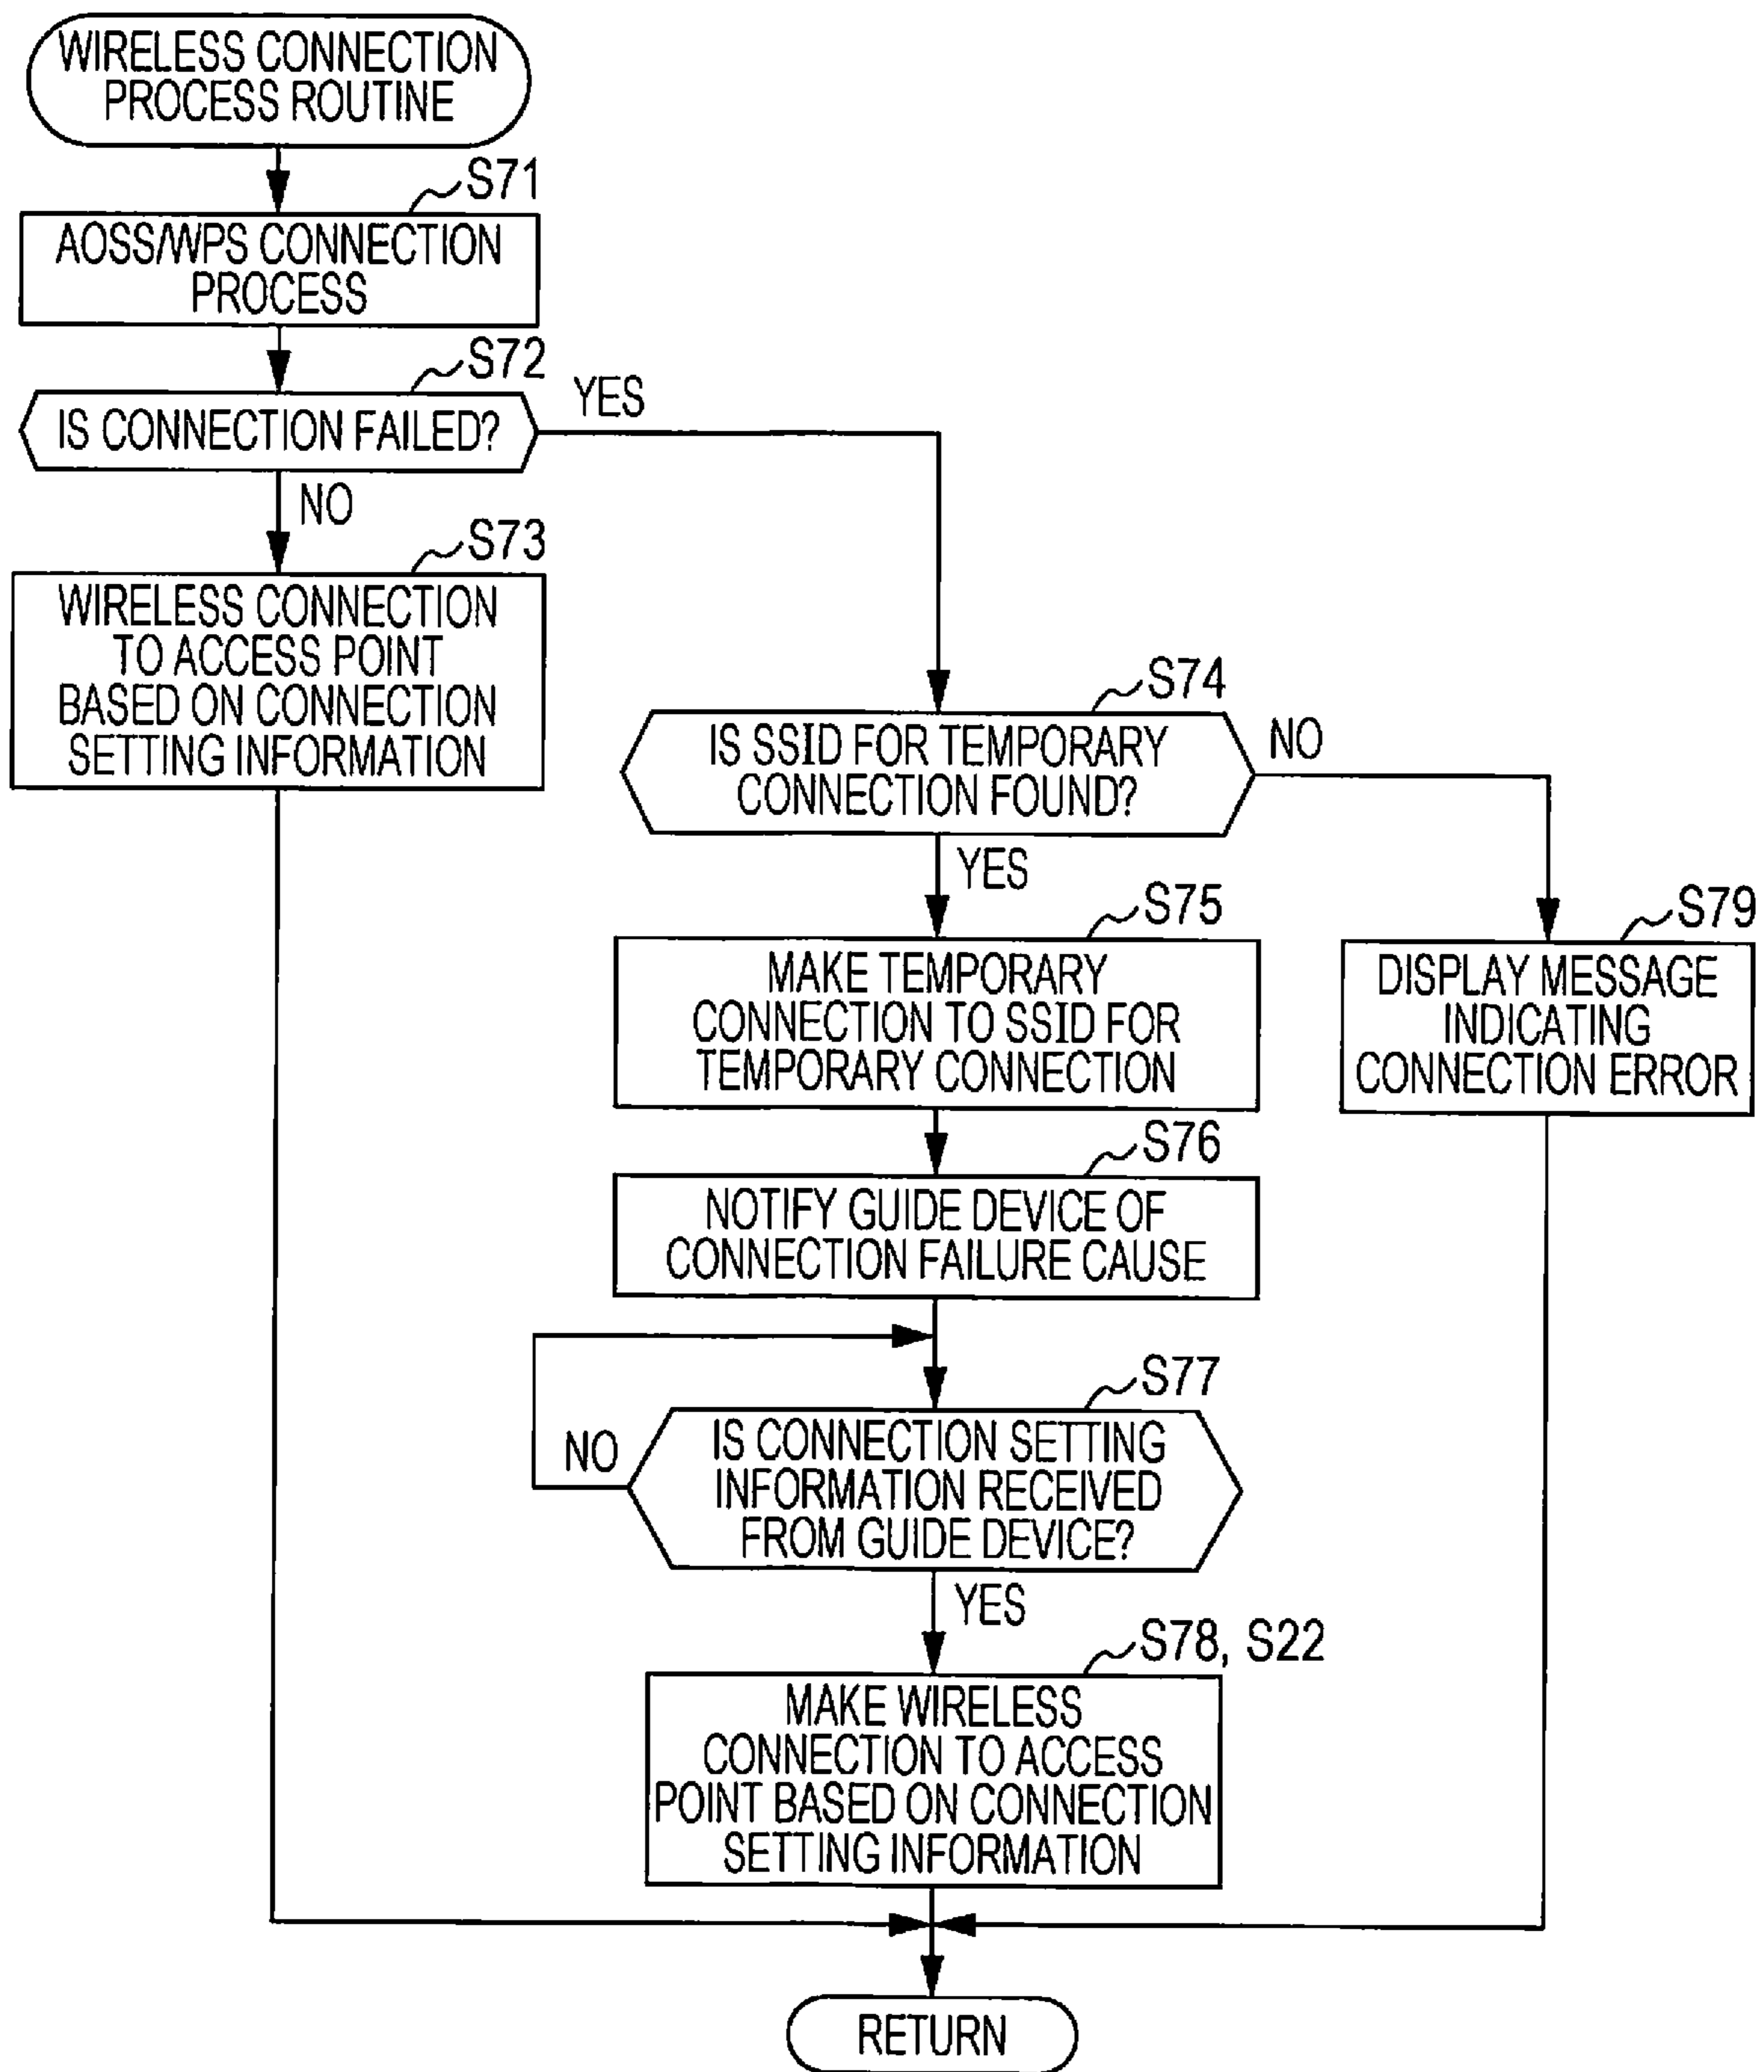 WIRELESS CONNECTION
PROCESS ROUTINE
S71
AOSS/WPS CONNECTION
PROCESS
S72
IS CONNECTION FAILED?
YES
NO
S73
WIRELESS CONNECTION
TO ACCESS POINT
BASED ON CONNECTION
SETTING INFORMATION
S74
IS SSID FOR TEMPORARY
CONNECTION FOUND?
NO
YES
S75
MAKE TEMPORARY
CONNECTION TO SSID FOR
TEMPORARY CONNECTION
S79
DISPLAY MESSAGE
INDICATING
CONNECTION ERROR
S76
NOTIFY GUIDE DEVICE OF
CONNECTION FAILURE CAUSE
S77
IS CONNECTION SETTING
INFORMATION RECEIVED
FROM GUIDE DEVICE?
NO
YES
S78, S22
MAKE WIRELESS
CONNECTION TO ACCESS
POINT BASED ON CONNECTION
SETTING INFORMATION
RETURN